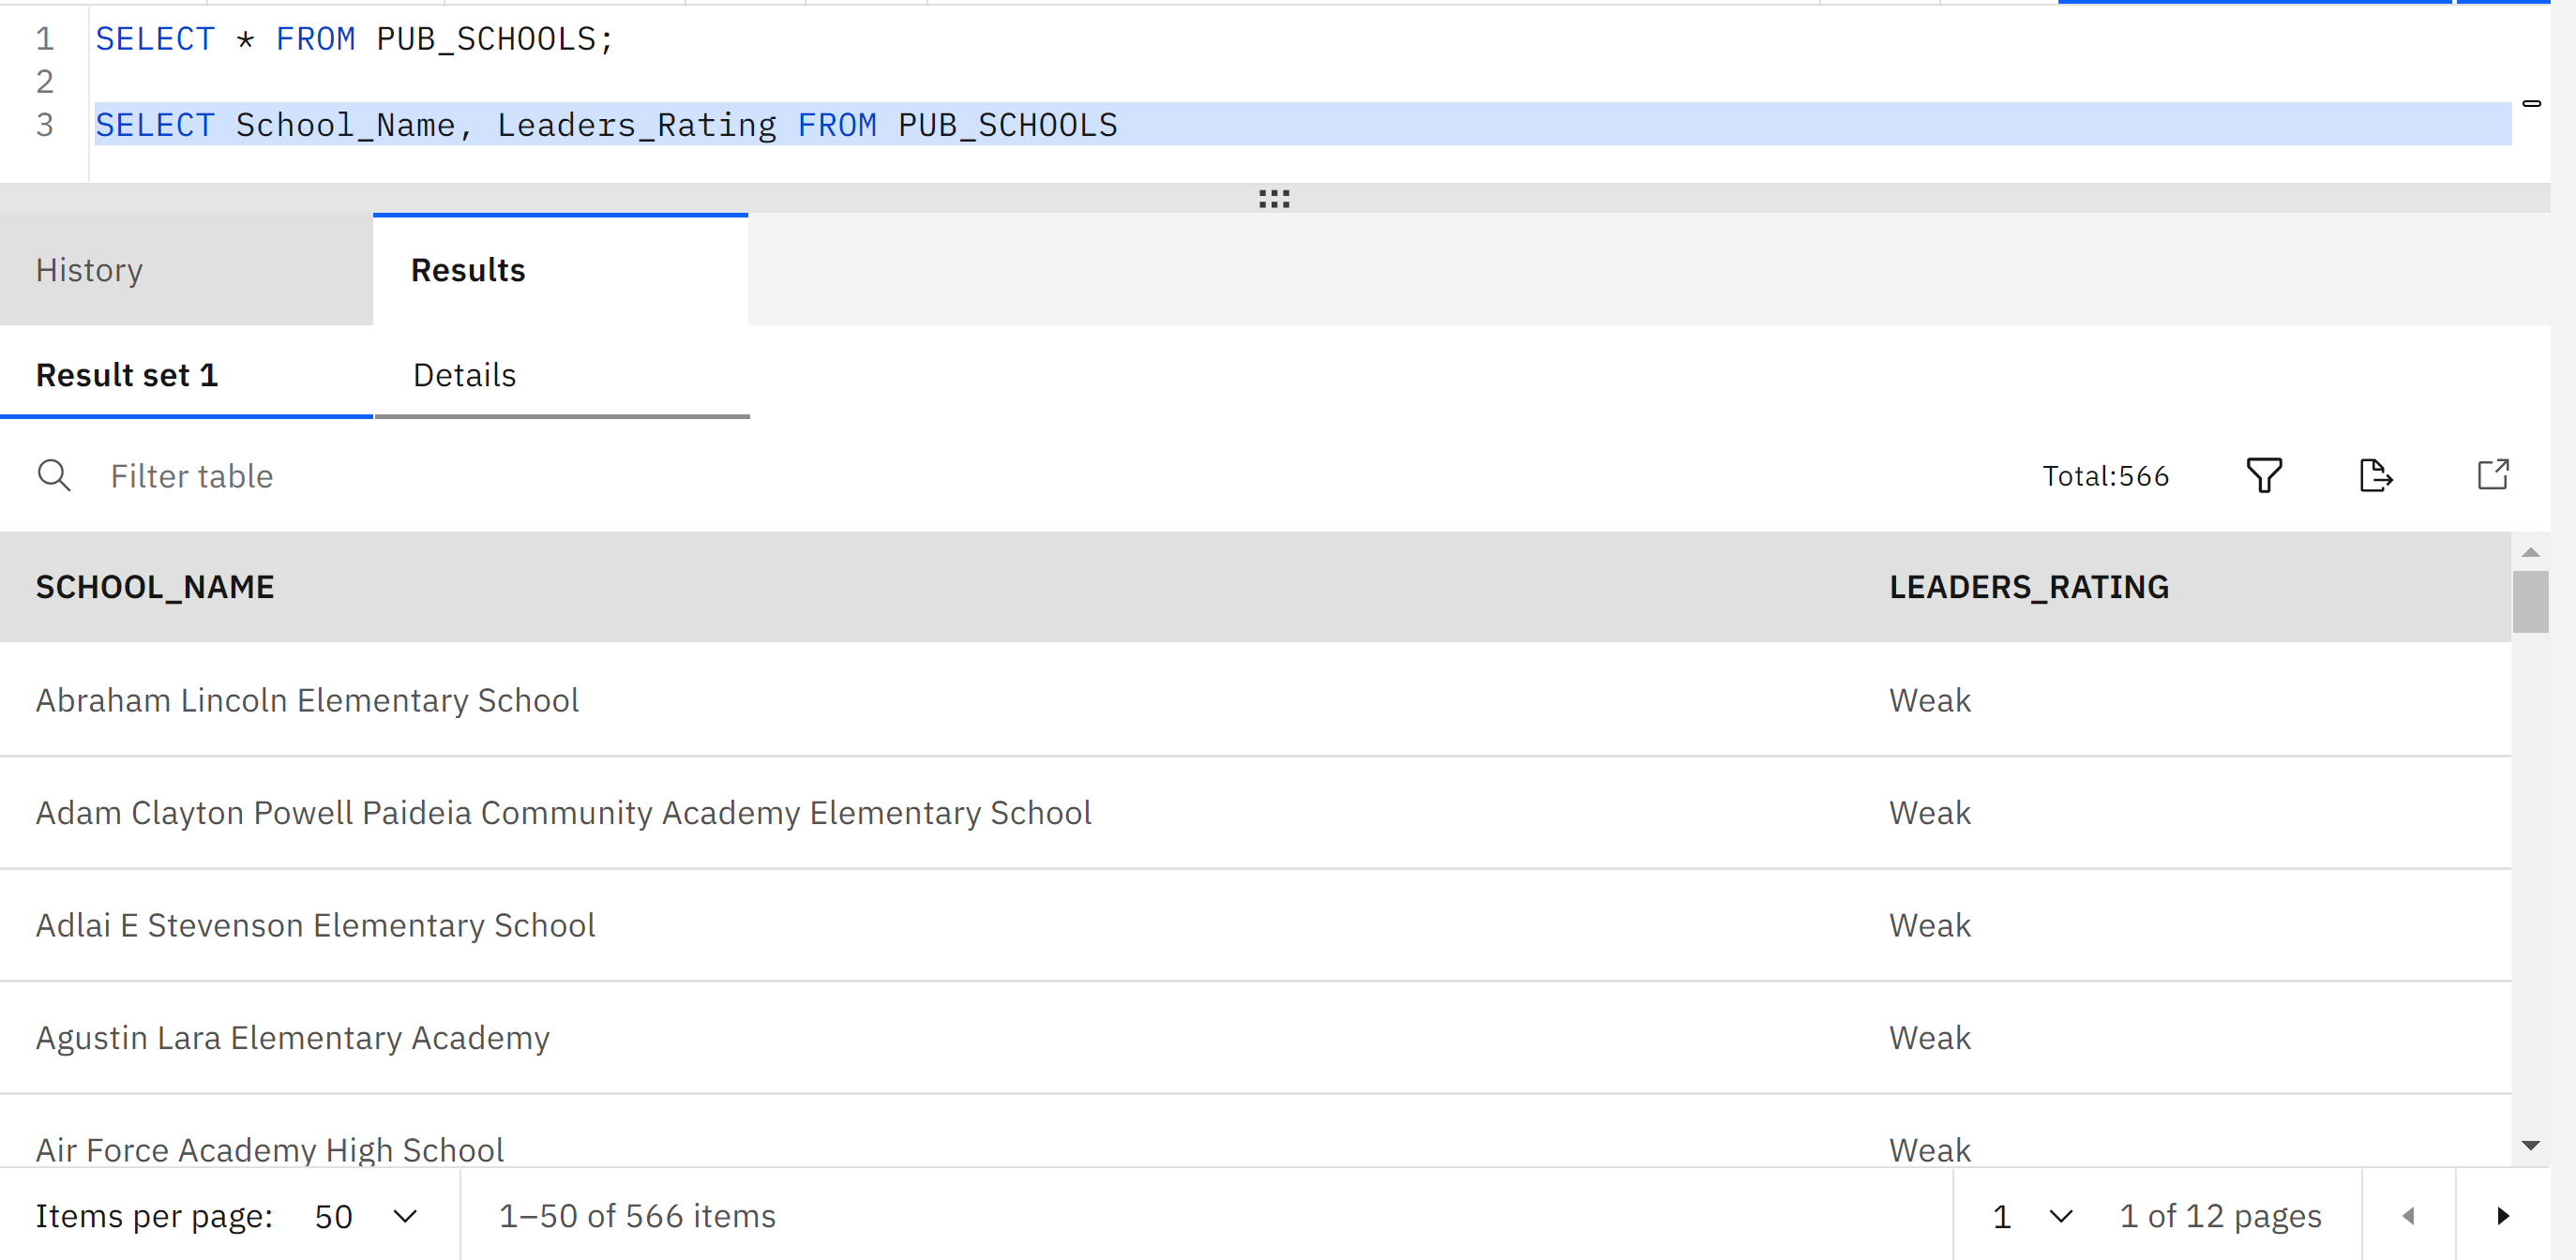 1 SELECT * FROM PUB_SCHOOLS;
2
3 SELECT School_Name, Leaders_Rating FROM PUB_SCHOOLS
History Results
Result set 1 Details
Filter table Total:566
SCHOOL_NAME LEADERS_RATING
Abraham Lincoln Elementary School Weak
Adam Clayton Powell Paideia Community Academy Elementary School Weak
Adlai E Stevenson Elementary School Weak
Agustin Lara Elementary Academy Weak
Air Force Academy High School Weak
Items per page: 50 1–50 of 566 items 1 1 of 12 pages